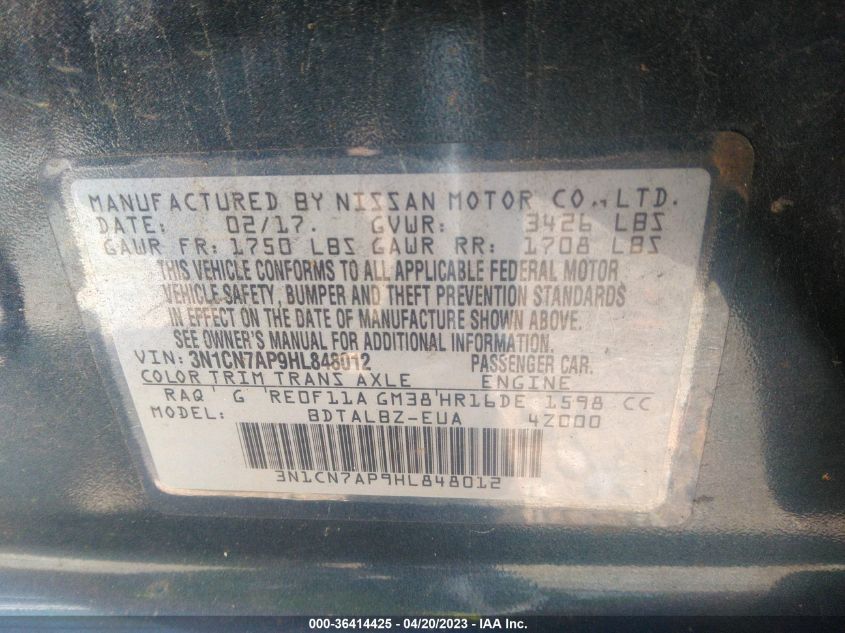 MANUFACTURED BY NISSAN MOTOR CO., LTD.
DATE: 02/17. GVWR: 3426 LBS
GAWR FR: 1750 LBS GAWR RR: 1708 LBS
THIS VEHICLE CONFORMS TO ALL APPLICABLE FEDERAL MOTOR
VEHICLE SAFETY, BUMPER AND THEFT PREVENTION STANDARDS
IN EFFECT ON THE DATE OF MANUFACTURE SHOWN ABOVE.
SEE OWNER'S MANUAL FOR ADDITIONAL INFORMATION.
VIN: 3N1CN7AP9HL848012 PASSENGER CAR.
COLOR TRIM TRANS AXLE ENGINE
RAQ' G 'RE0F11A GM38'HR16DE 1598 CC
MODEL: BDTALBZ-EUA 4Z000
3N1CN7AP9HL848012
000-36414425 - 04/20/2023 - IAA Inc.